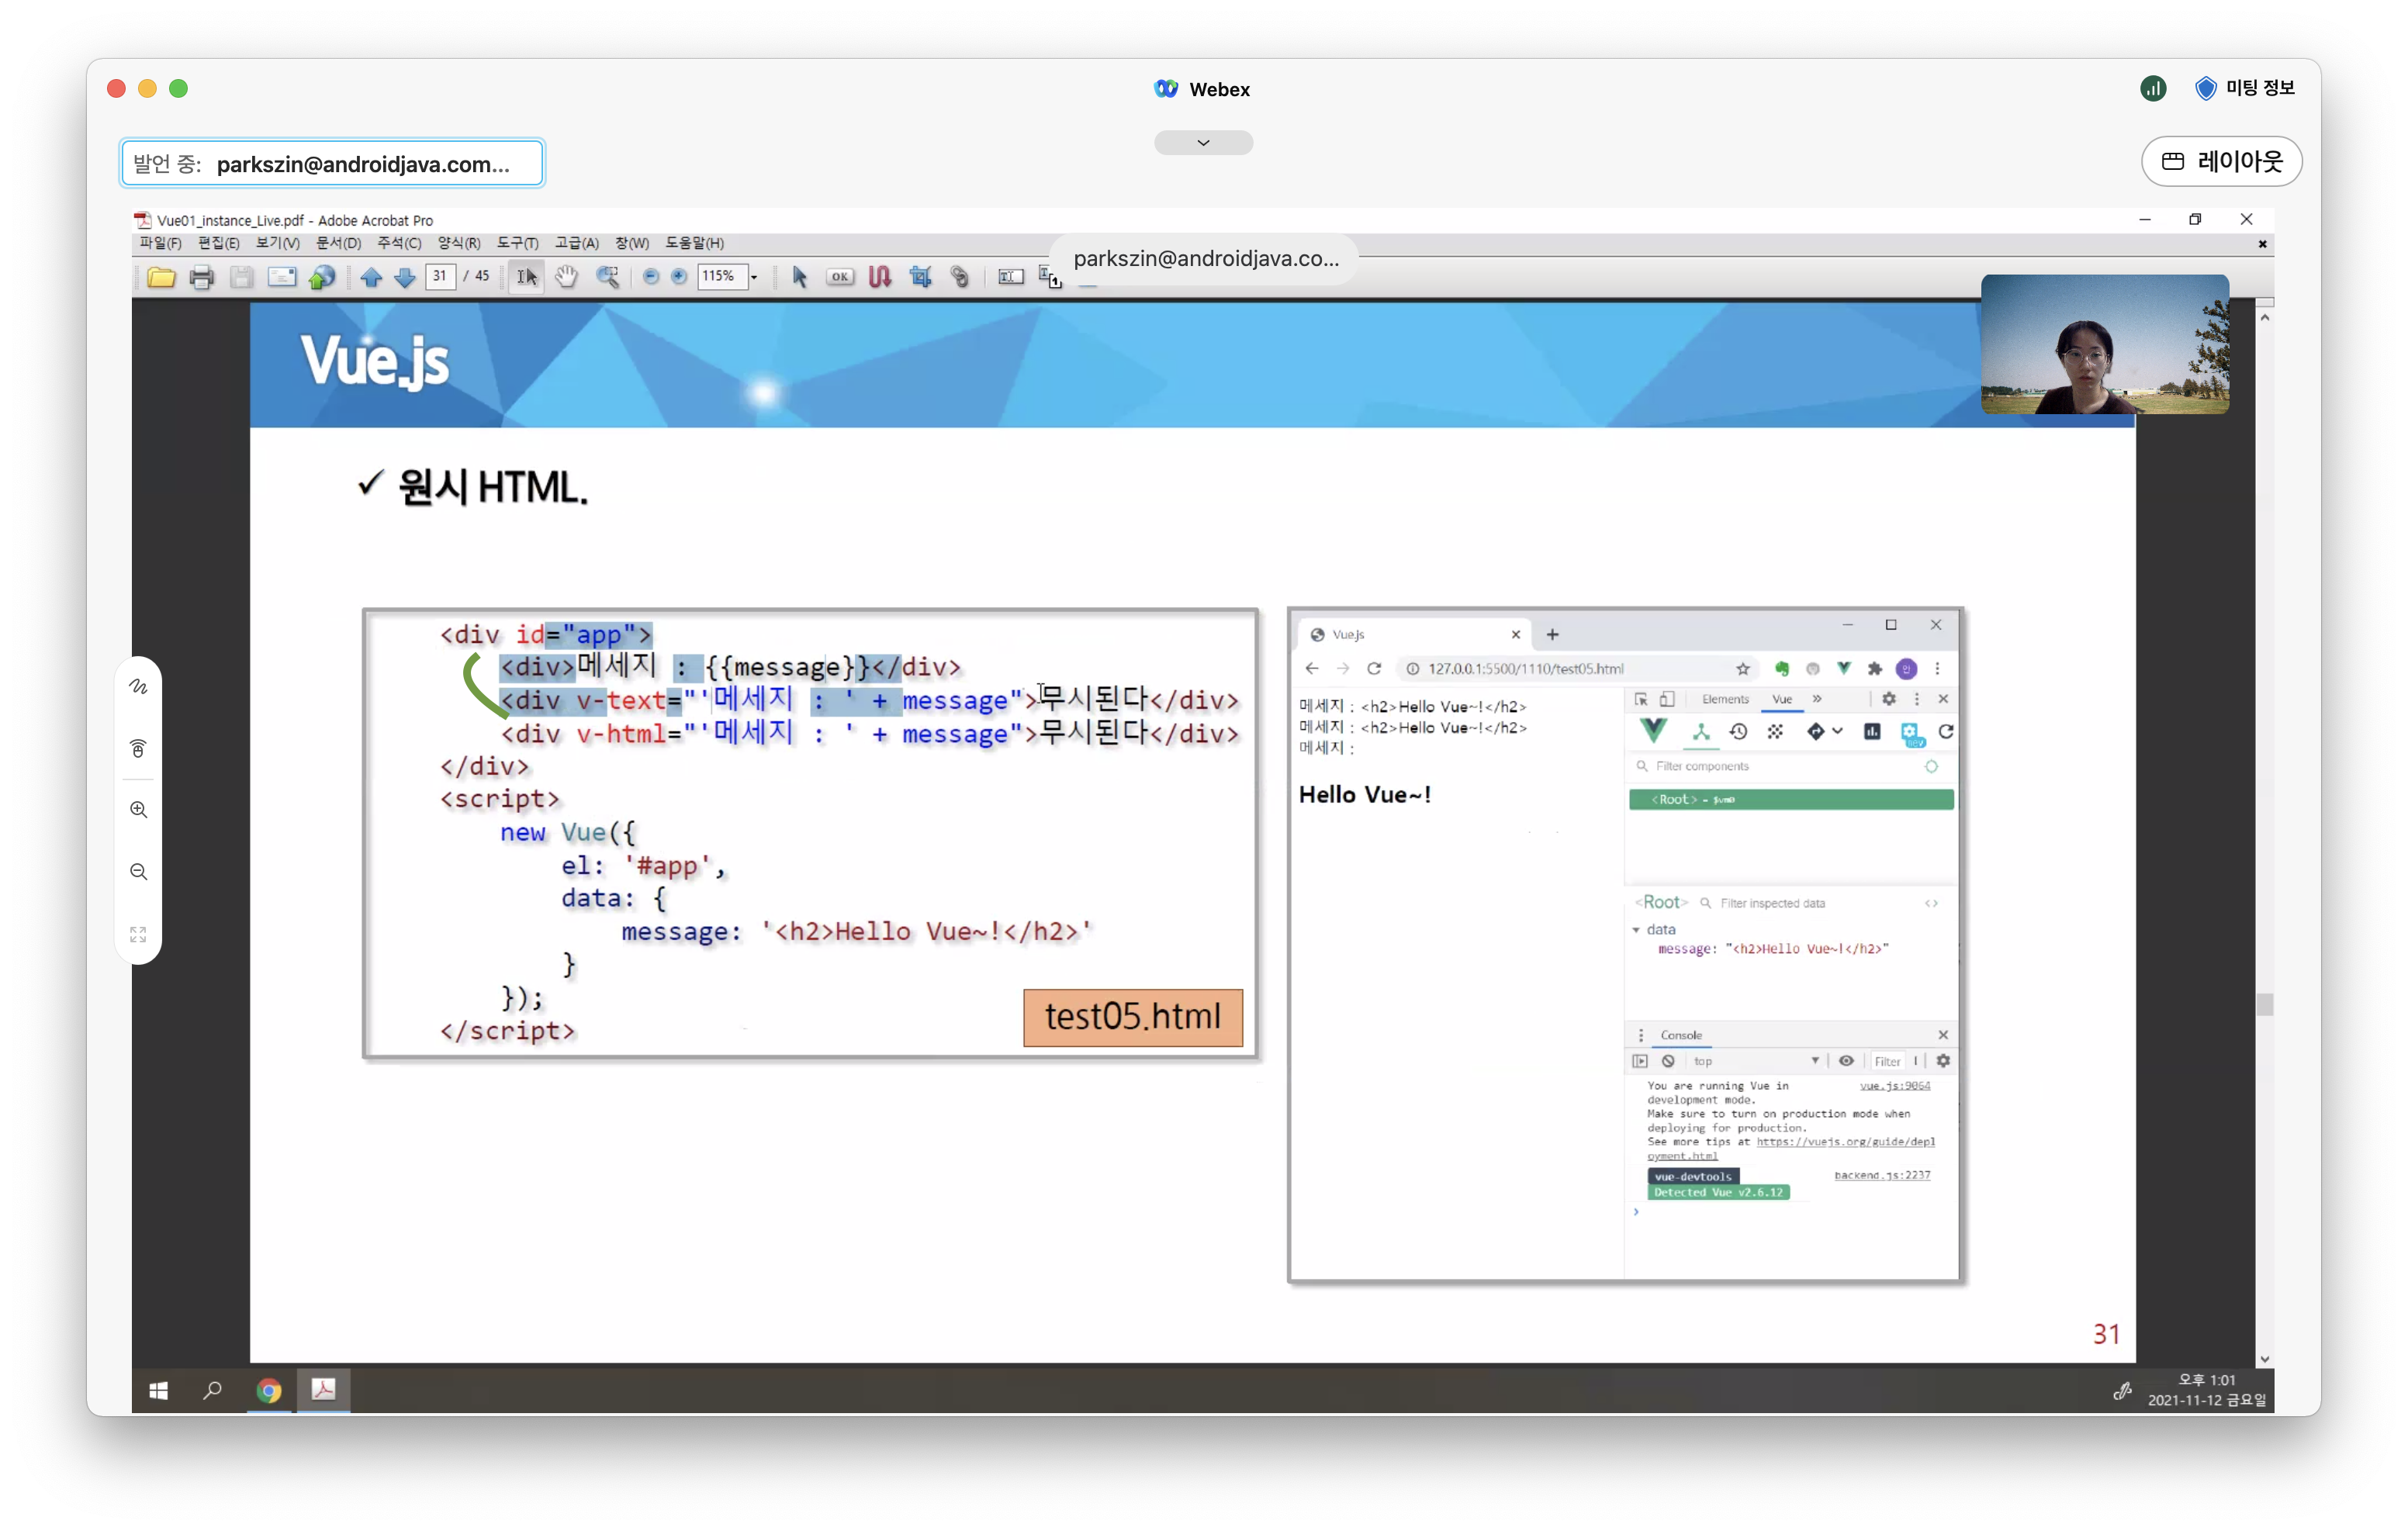 Webex
미팅 정보
발언 중: parkszin@androidjava.com...
레이아웃
Vue01_instance_Live.pdf - Adobe Acrobat Pro
파일(F) 편집(E) 보기(V) 문서(D) 주석(C) 양식(R) 도구(T) 고급(A) 창(W) 도움말(H)
parkszin@androidjava.co...
31 / 45
115%
OK
Vue.js
✓ 원시 HTML.
<div id="app">
<div>메세지 : {{message}}</div>
<div v-text="'메세지 : ' + message">무시된다</div>
<div v-html="'메세지 : ' + message">무시된다</div>
</div>
<script>
new Vue({
el: '#app',
data: {
message: '<h2>Hello Vue~!</h2>'
}
});
</script>
test05.html
Vue.js
127.0.0.1:5500/1110/test05.html
인
메세지 : <h2>Hello Vue~!</h2>
메세지 : <h2>Hello Vue~!</h2>
메세지 :
Hello Vue~!
Elements Vue »
Filter components
<Root> = $vm0
<Root> Filter inspected data
data
message: "<h2>Hello Vue~!</h2>"
Console
top
Filter
You are running Vue in vue.js:9064
development mode.
Make sure to turn on production mode when
deploying for production.
See more tips at https://vuejs.org/guide/depl
oyment.html
vue-devtools backend.js:2237
Detected Vue v2.6.12
31
오후 1:01
2021-11-12 금요일